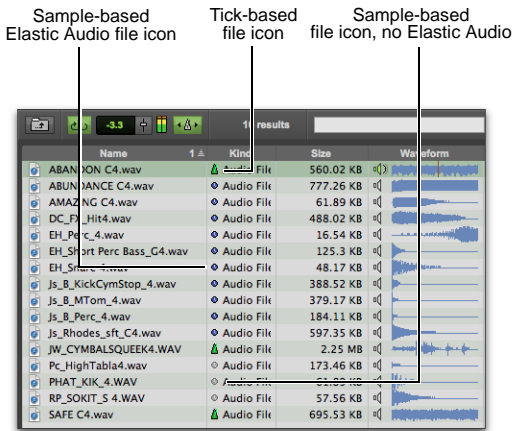 Sample-based
Elastic Audio file icon
Tick-based
file icon
Sample-based
file icon, no Elastic Audio
-3.3
results
Name 1 Size
ABANDON C4.wav 560.02 KB
ABUNDANCE C4.wav Audio File 777.26 KB
AMAZING C4.wav Audio File 61.89 KB
DC_FX_Hit4.wav Audio File 488.02 KB
EH_Perc_4.wav Audio File 16.54 KB
EH_Short Perc Bass_G4.wav Audio File 125.3 KB
EH_Snare_4.wav Audio File 48.17 KB
Js_B_KickCymStop_4.wav Audio File 388.52 KB
Js_B_MTom_4.wav Audio File 379.17 KB
Js_B_Perc_4.wav Audio File 184.11 KB
Js_Rhodes_sft_C4.wav Audio File 597.35 KB
JW_CYMBALSQUEEK4.WAV Audio File 2.25 MB
Pc_HighTabla4.wav Audio File 173.46 KB
PHAT_KIK_4.WAV Audio File KB
RP_SOKIT_S 4.WAV Audio File 57.56 KB
SAFE C4.wav Audio File 695.53 KB